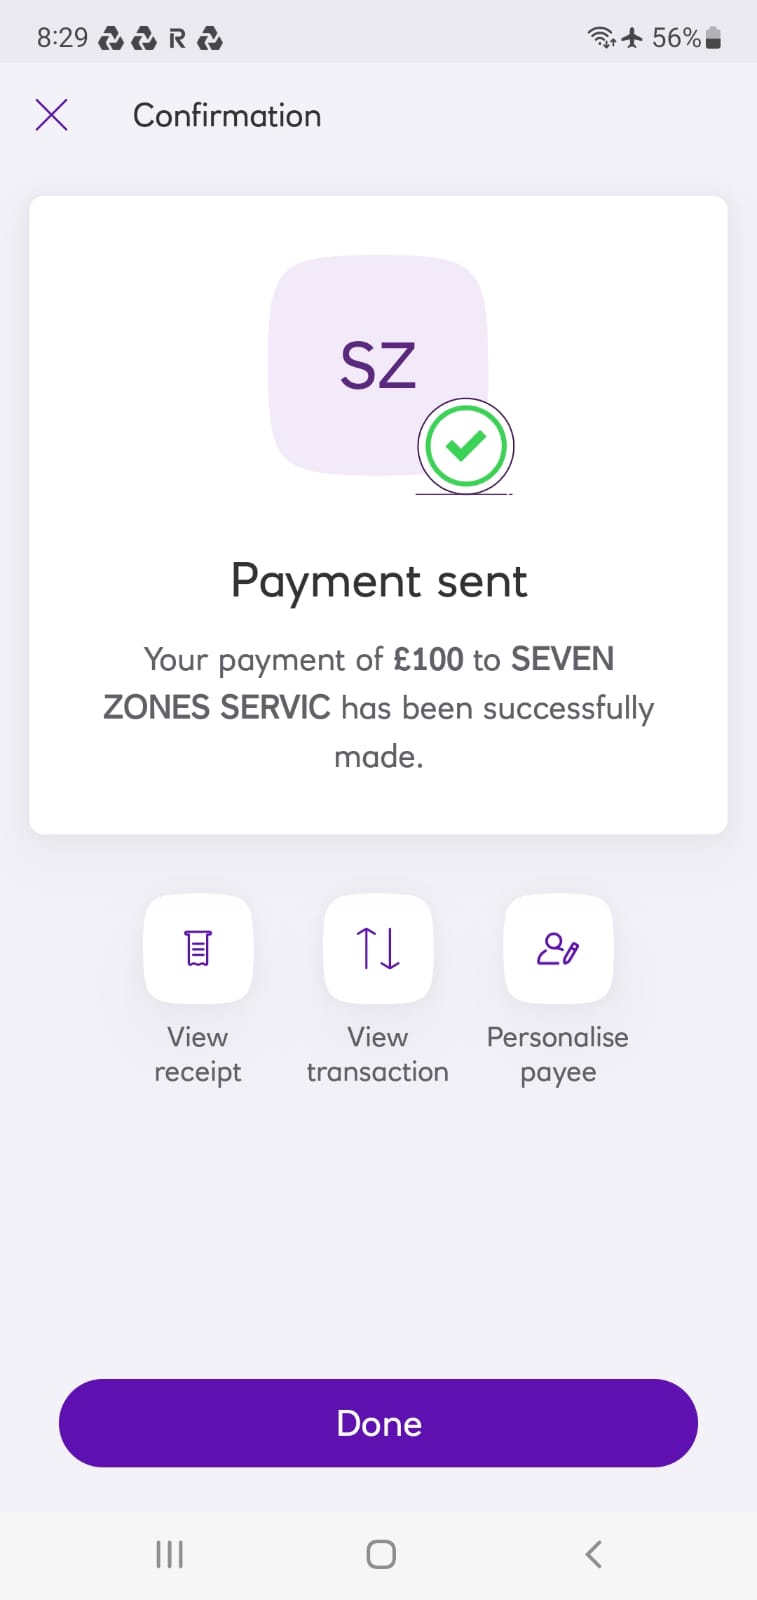 8:29 R 56%
Confirmation
SZ
Payment sent
Your payment of £100 to SEVEN
ZONES SERVIC has been successfully
made.
View View Personalise
receipt transaction payee
Done